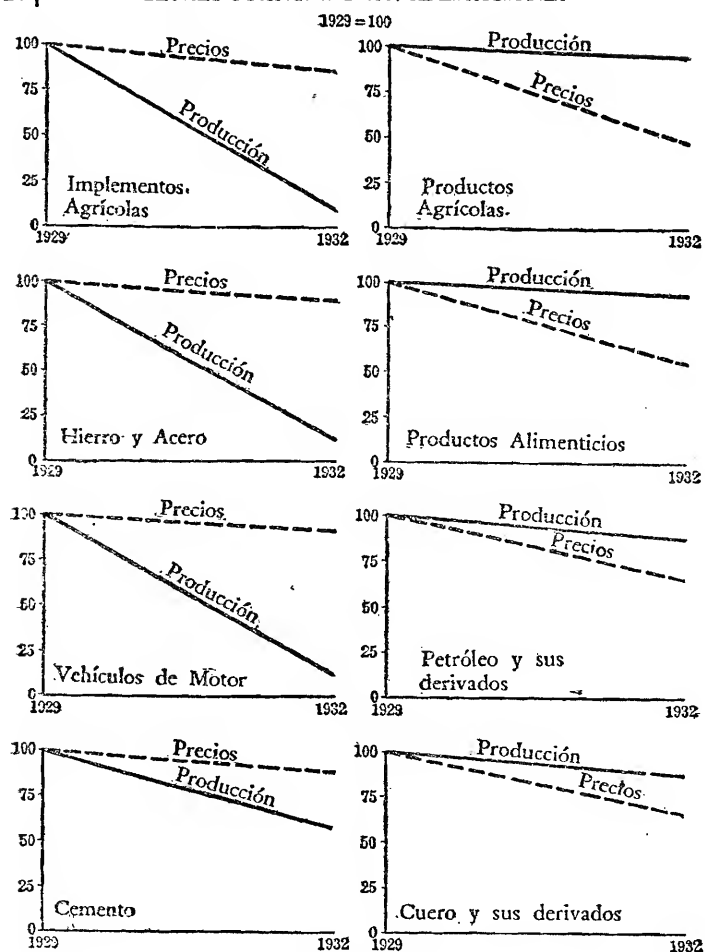 1929=100
100
75
50
25
0
Precios
Producción
Implementos
Agrícolas
1929
1932
100
75
50
25
0
Producción
Precios
Productos
Agrícolas.
1929
1932
100
75
50
25
0
Precios
Producción
Hierro y Acero
1929
1932
100
75
50
25
0
Producción
Precios
Productos Alimenticios
1929
1932
100
75
50
25
0
Precios
Producción
Vehículos de Motor
1929
1932
100
75
50
25
0
Producción
Precios
Petróleo y sus
derivados
1929
1932
100
75
50
25
0
Precios
Producción
Cemento
1929
1932
100
75
50
25
0
Producción
Precios
Cuero y sus derivados
1929
1932